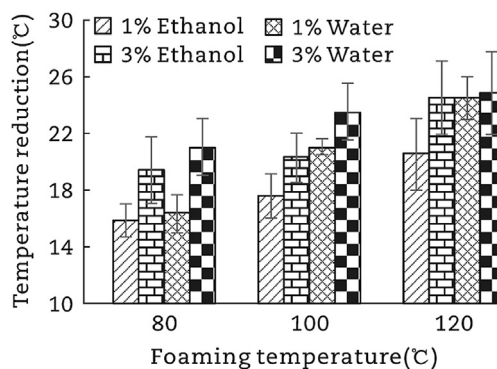 30
1% Ethanol 1% Water
3% Ethanol 3% Water
26
22
18
14
10
Temperature reduction(℃)
80 100 120
Foaming temperature(℃)